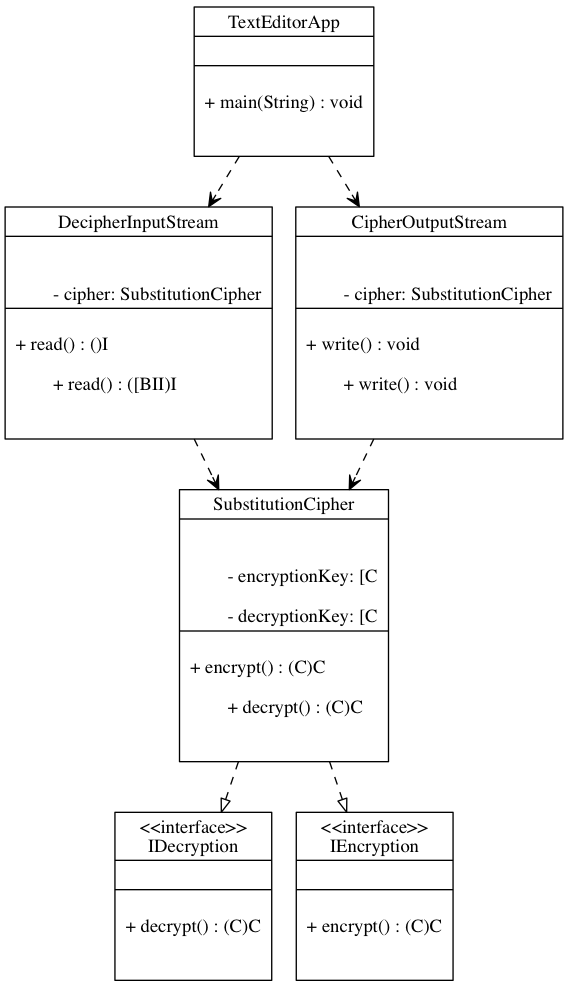 TextEditorApp
+ main(String) : void
DecipherInputStream
- cipher: SubstitutionCipher
+ read() : ()I
+ read() : ([BII)I
CipherOutputStream
- cipher: SubstitutionCipher
+ write() : void
+ write() : void
SubstitutionCipher
- encryptionKey: [C
- decryptionKey: [C
+ encrypt() : (C)C
+ decrypt() : (C)C
<<interface>>
IDecryption
+ decrypt() : (C)C
<<interface>>
IEncryption
+ encrypt() : (C)C